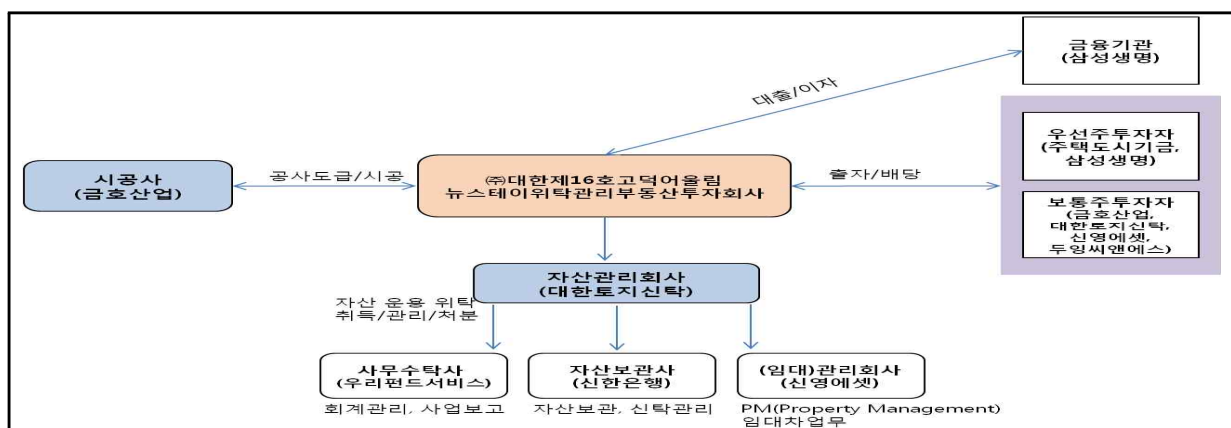 금융기관
(삼성생명)
대출/이자
우선주투자자
(주택도시기금,
삼성생명)
시공사
(금호산업)
공사도급/시공
㈜대한제16호고덕어울림
뉴스테이위탁관리부동산투자회사
출자/배당
보통주투자자
(금호산업,
대한토지신탁,
신영에셋,
두잉씨앤에스)
자산관리회사
(대한토지신탁)
자산 운용 위탁
취득/관리/처분
사무수탁사
(우리펀드서비스)
회계관리, 사업보고
자산보관사
(신한은행)
자산보관, 신탁관리
(임대)관리회사
(신영에셋)
PM(Property Management)
임대차업무